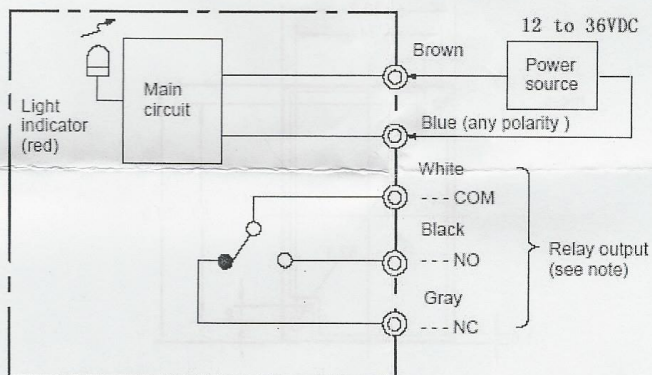 12 to 36VDC
Brown
Power
source
Main
circuit
Light
indicator
(red)
Blue (any polarity )
White
--- COM
Black
--- NO
Relay output
(see note)
Gray
--- NC